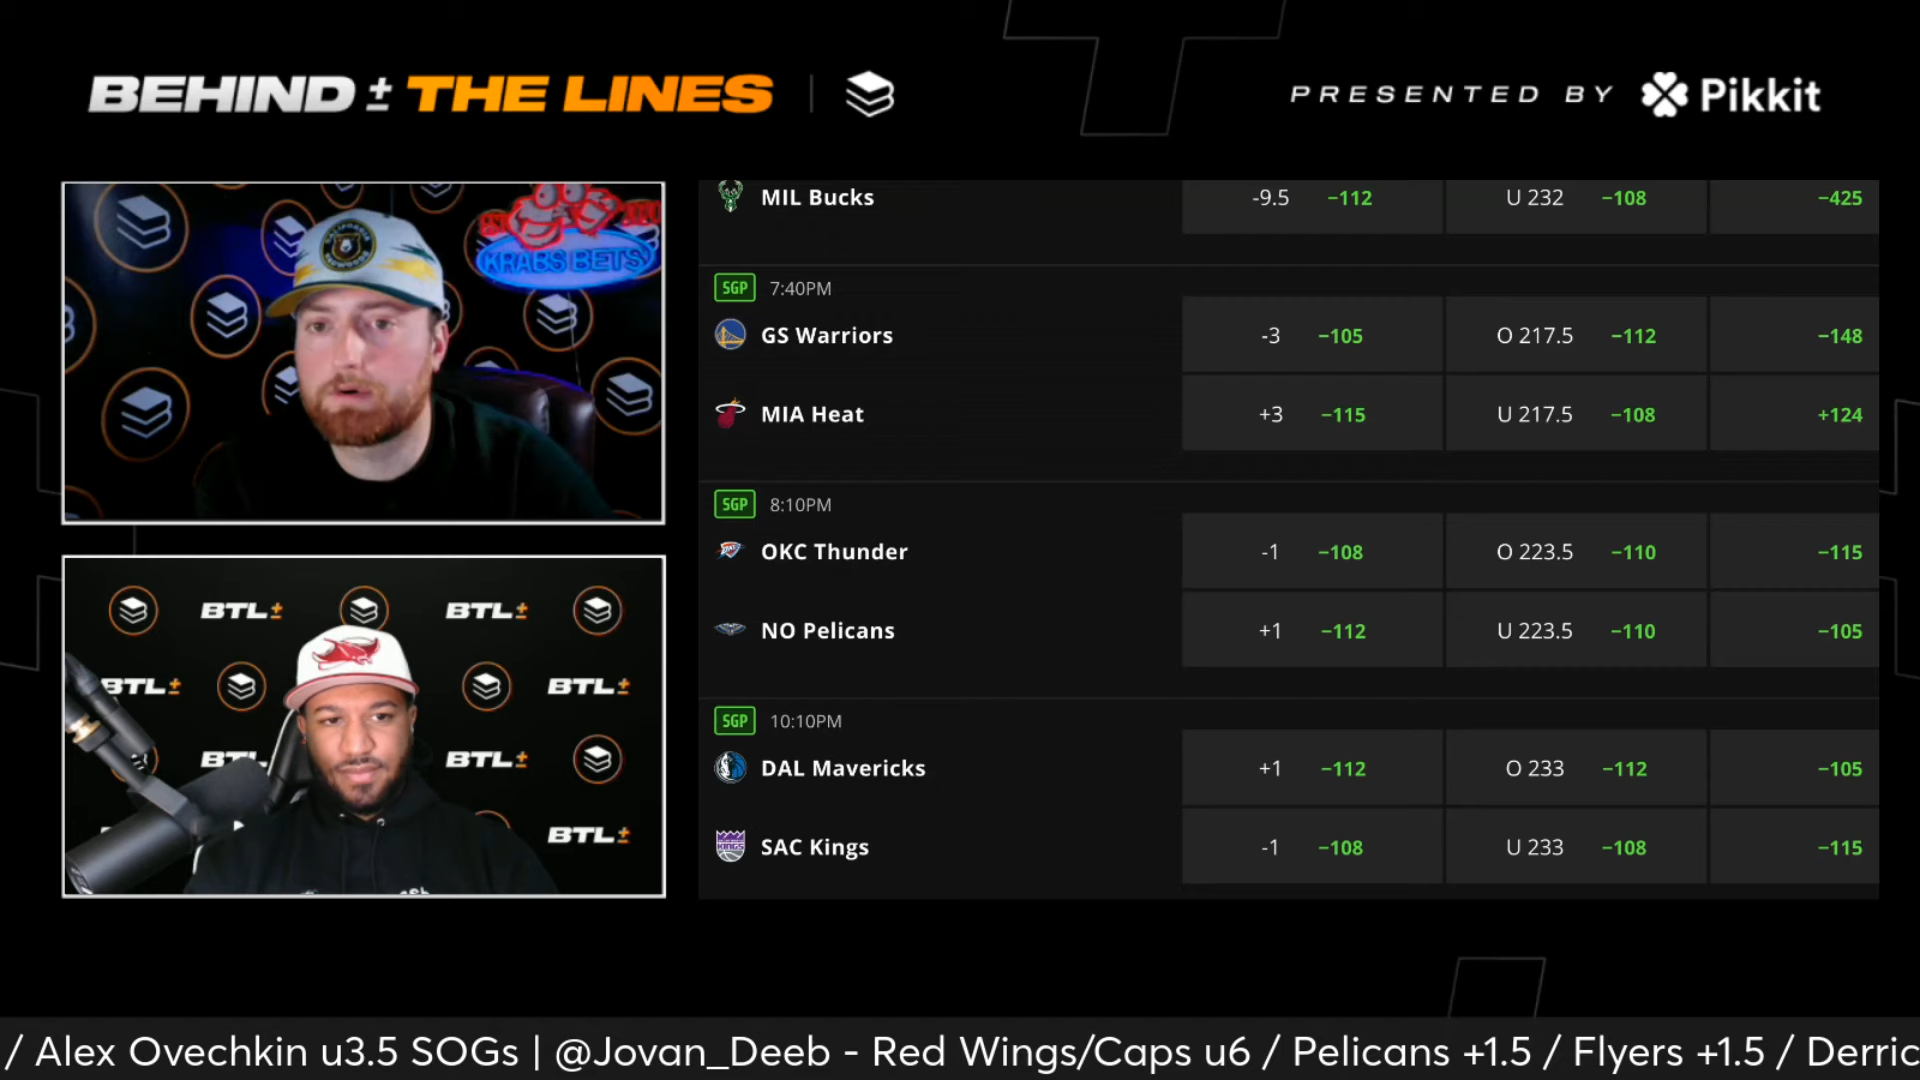 BEHIND ± THE LINES
PRESENTED BY Pikkit
MIL Bucks -9.5 −112 U 232 −108 −425
SGP 7:40PM
GS Warriors -3 −105 O 217.5 −112 −148
MIA Heat +3 −115 U 217.5 −108 +124
SGP 8:10PM
OKC Thunder -1 −108 O 223.5 −110 −115
NO Pelicans +1 −112 U 223.5 −110 −105
SGP 10:10PM
DAL Mavericks +1 −112 O 233 −112 −105
SAC Kings -1 −108 U 233 −108 −115
KRABS BETS
CALIFORNIA
BTL± BTL±
BTL± BTL±
BTL± BTL±
BTL±
/ Alex Ovechkin u3.5 SOGs | @Jovan_Deeb - Red Wings/Caps u6 / Pelicans +1.5 / Flyers +1.5 / Derric